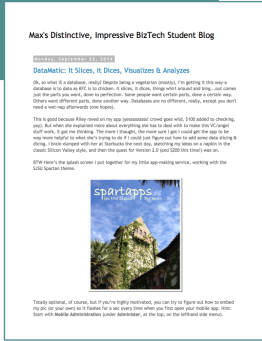 Max's Distinctive, Impressive BizTech Student Blog
Monday, September 22, 2014
DataMatic: It Slices, It Dices, Visualizes & Analyzes
Ok, so what IS a database, really? Despite being a vegetarian (mostly), I'm getting it this way a
database is to data as KFC is to chicken. It slices, it dices, things whirl around and bling...out comes
just the parts you want, done to perfection. Some people want certain parts, done a certain way.
Others want different parts, done another way. Databases are no different, really, except you don't
need a wet-nap afterwards (one hopes).
This is good because Riley roved on my app (yesssssss! crowd goes wild, $100 added to checking,
yay). But when she explained more about everything she has to deal with to make this VC/angel
stuff work, it got me thinking. The more I thought, the more sure I got I could get the app to be
way more helpful to what she's trying to do if I could just figure out how to add some data slicing &
dicing. I brain-dumped with her at Starbucks the next day, sketching my ideas on a napkin in the
classic Silicon Valley style, and then the quest for Version 2.0 (and $200 this time!) was on.
BTW-Here's the splash screen I put together for my little app-making service, working with the
SJSU Spartan theme.
spartapps
Totally optional, of course, but if you're highly motivated, you can try to figure out how to embed
my pic (or your own) so it flashes for a sec every time when you first open your mobile app. Hint:
Start with Mobile Administration (under Administer, at the top, on the lefthand side menu).